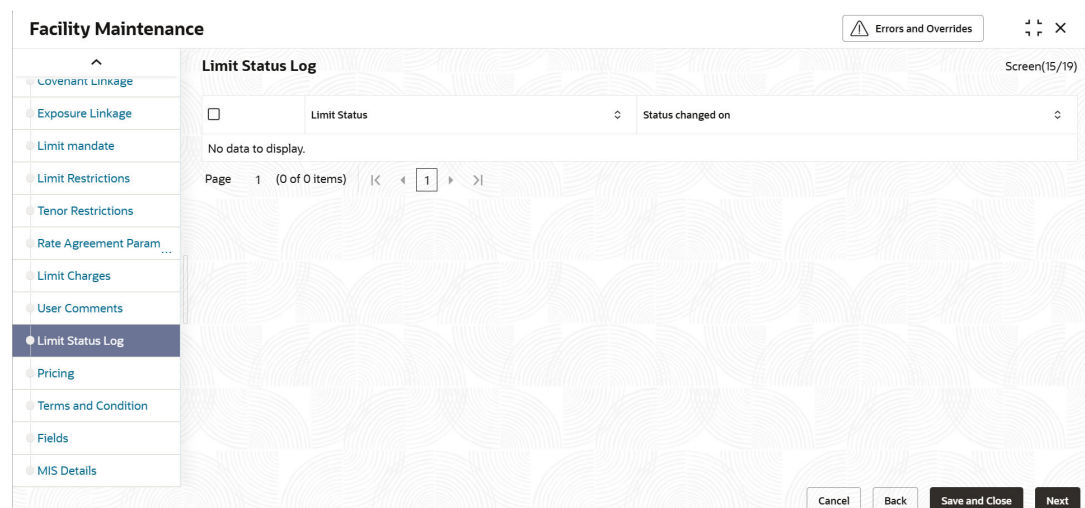 Facility Maintenance
Errors and Overrides
Covenant Linkage
Exposure Linkage
Limit mandate
Limit Restrictions
Tenor Restrictions
Rate Agreement Param
...
Limit Charges
User Comments
Limit Status Log
Pricing
Terms and Condition
Fields
MIS Details
Limit Status Log
Screen(15/19)
Limit Status
Status changed on
No data to display.
Page 1 (0 of 0 items) 1
Cancel
Back
Save and Close
Next